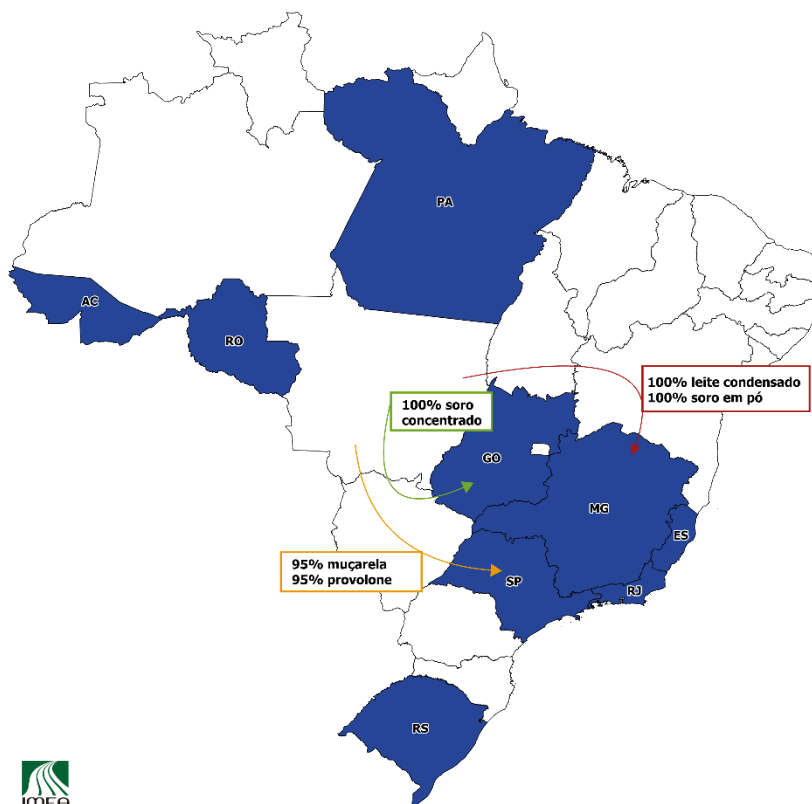 PA
AC
RO
100% leite condensado
100% soro em pó
100% soro
concentrado
GO
MG
ES
95% muçarela
95% provolone
SP
RJ
RS
IMEA